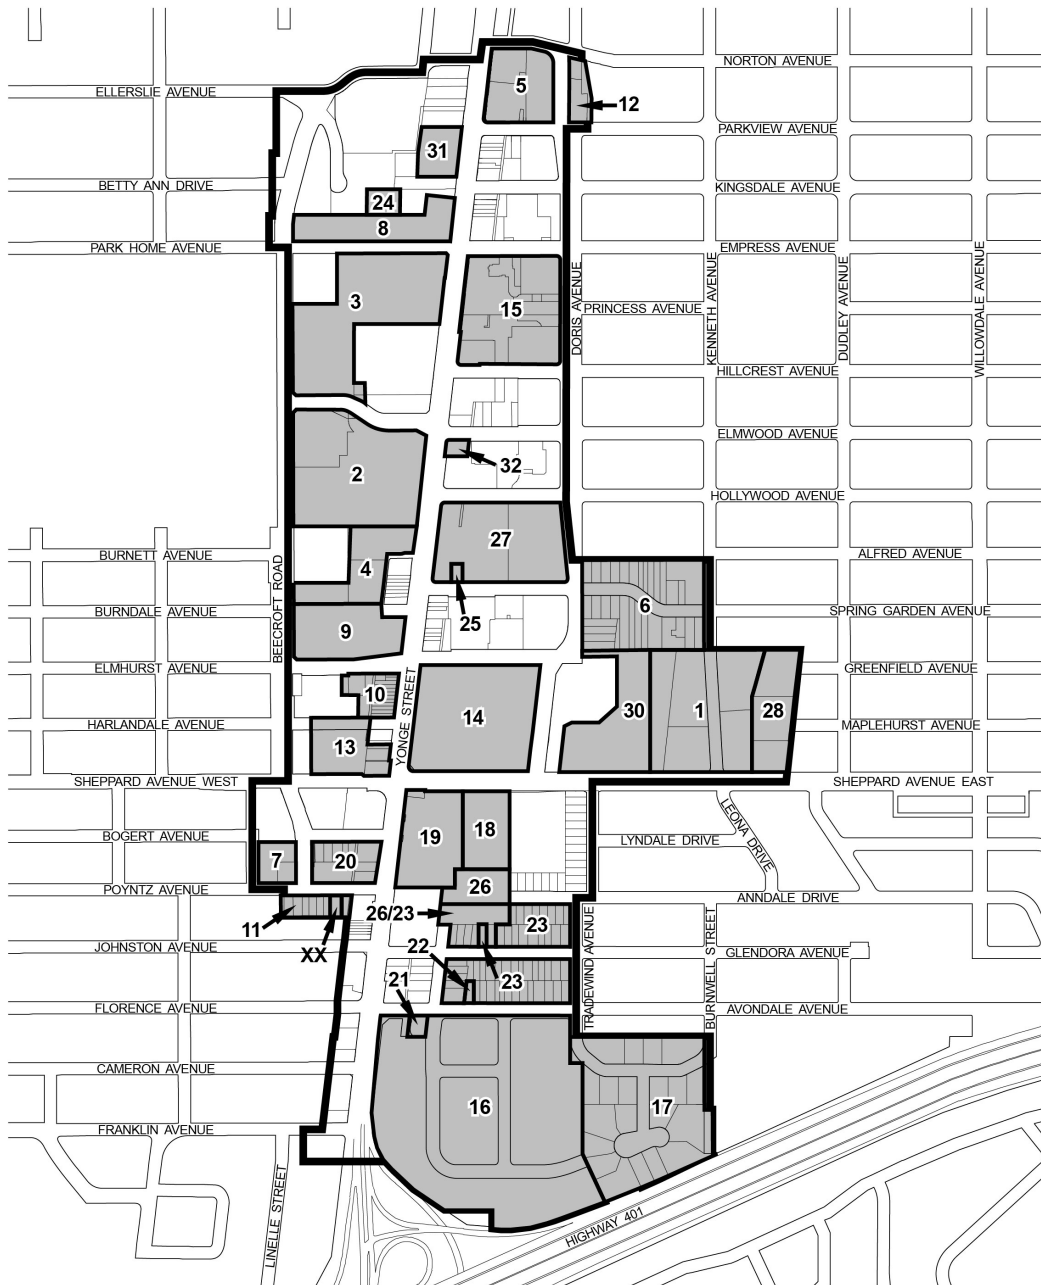 NORTON AVENUE
5
ELLERSLIE AVENUE
12
PARKVIEW AVENUE
31
BETTY ANN DRIVE
KINGSDALE AVENUE
24
8
PARK HOME AVENUE
EMPRESS AVENUE
WILLOWDALE AVENUE
DORIS AVENUE
KENNETH AVENUE
DUDLEY AVENUE
3
15
PRINCESS AVENUE
HILLCREST AVENUE
ELMWOOD AVENUE
32
2
HOLLYWOOD AVENUE
27
BURNETT AVENUE
ALFRED AVENUE
4
BEECROFT ROAD
6
BURNDALE AVENUE
SPRING GARDEN AVENUE
25
9
ELMHURST AVENUE
GREENFIELD AVENUE
10
YONGE STREET
14
30
1
28
HARLANDALE AVENUE
MAPLEHURST AVENUE
13
SHEPPARD AVENUE WEST
SHEPPARD AVENUE EAST
LEONA DRIVE
19
18
BOGERT AVENUE
LYNDALE DRIVE
7
20
POYNTZ AVENUE
26
ANNDALE DRIVE
26/23
23
11
XX
JOHNSTON AVENUE
TRADEWIND AVENUE
BURNWELL STREET
GLENDORA AVENUE
22
21
23
FLORENCE AVENUE
AVONDALE AVENUE
CAMERON AVENUE
16
17
FRANKLIN AVENUE
LINELLE STREET
HIGHWAY 401